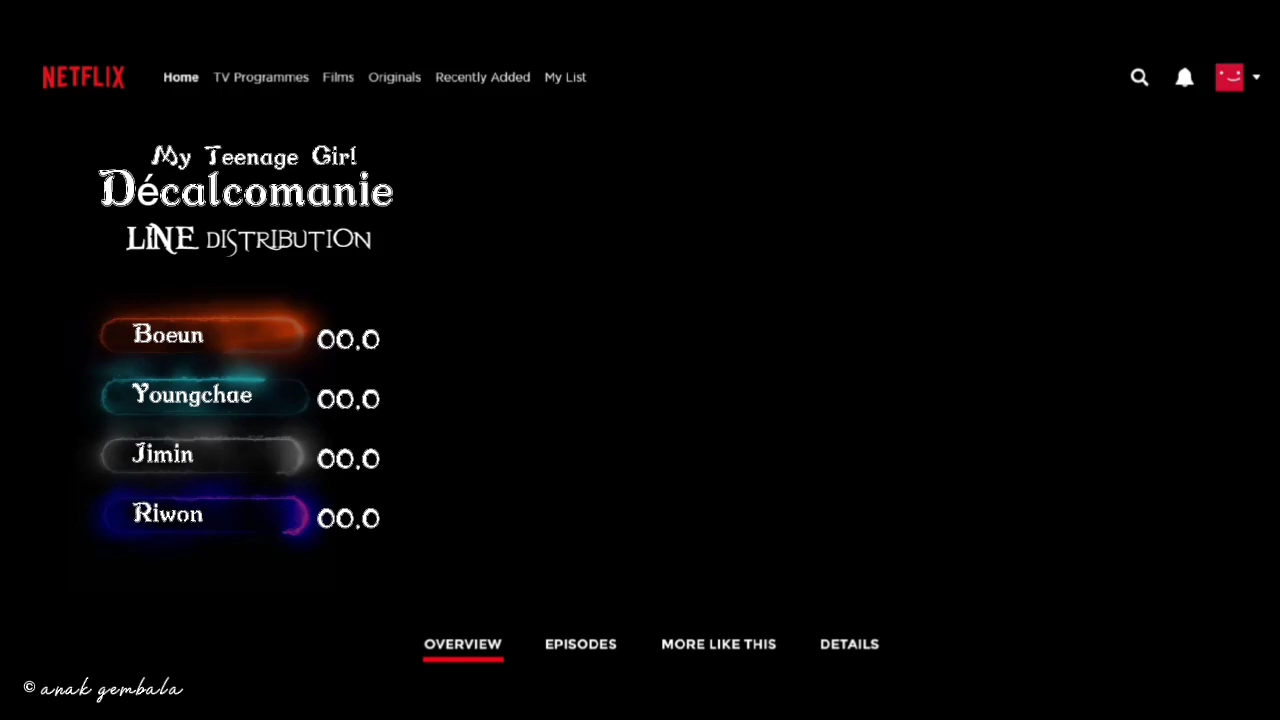 NETFLIX Home TV Programmes Films Originals Recently Added My List
My Teenage Girl
Décalcomanie
LINE DISTRIBUTION
Boeun 00.0
Youngchae 00.0
Jimin 00.0
Riwon 00.0
OVERVIEW EPISODES MORE LIKE THIS DETAILS
© anak gembala